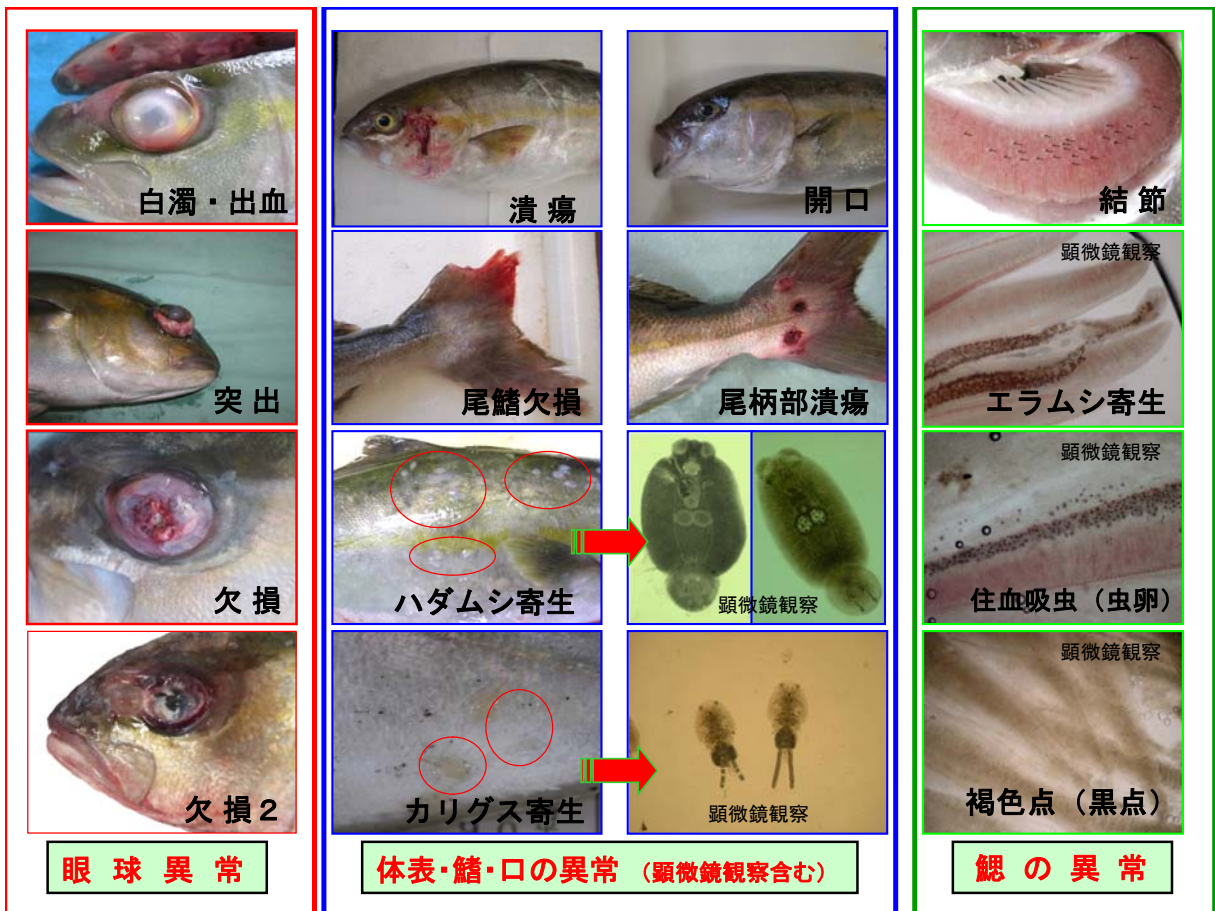 白濁・出血
突出
欠損
欠損２
眼球異常
潰瘍
開口
尾鰭欠損
尾柄部潰瘍
ハダムシ寄生
顕微鏡観察
カリグス寄生
顕微鏡観察
体表・鰭・口の異常（顕微鏡観察含む）
結節
顕微鏡観察
エラムシ寄生
顕微鏡観察
住血吸虫（虫卵）
顕微鏡観察
褐色点（黒点）
鰓の異常